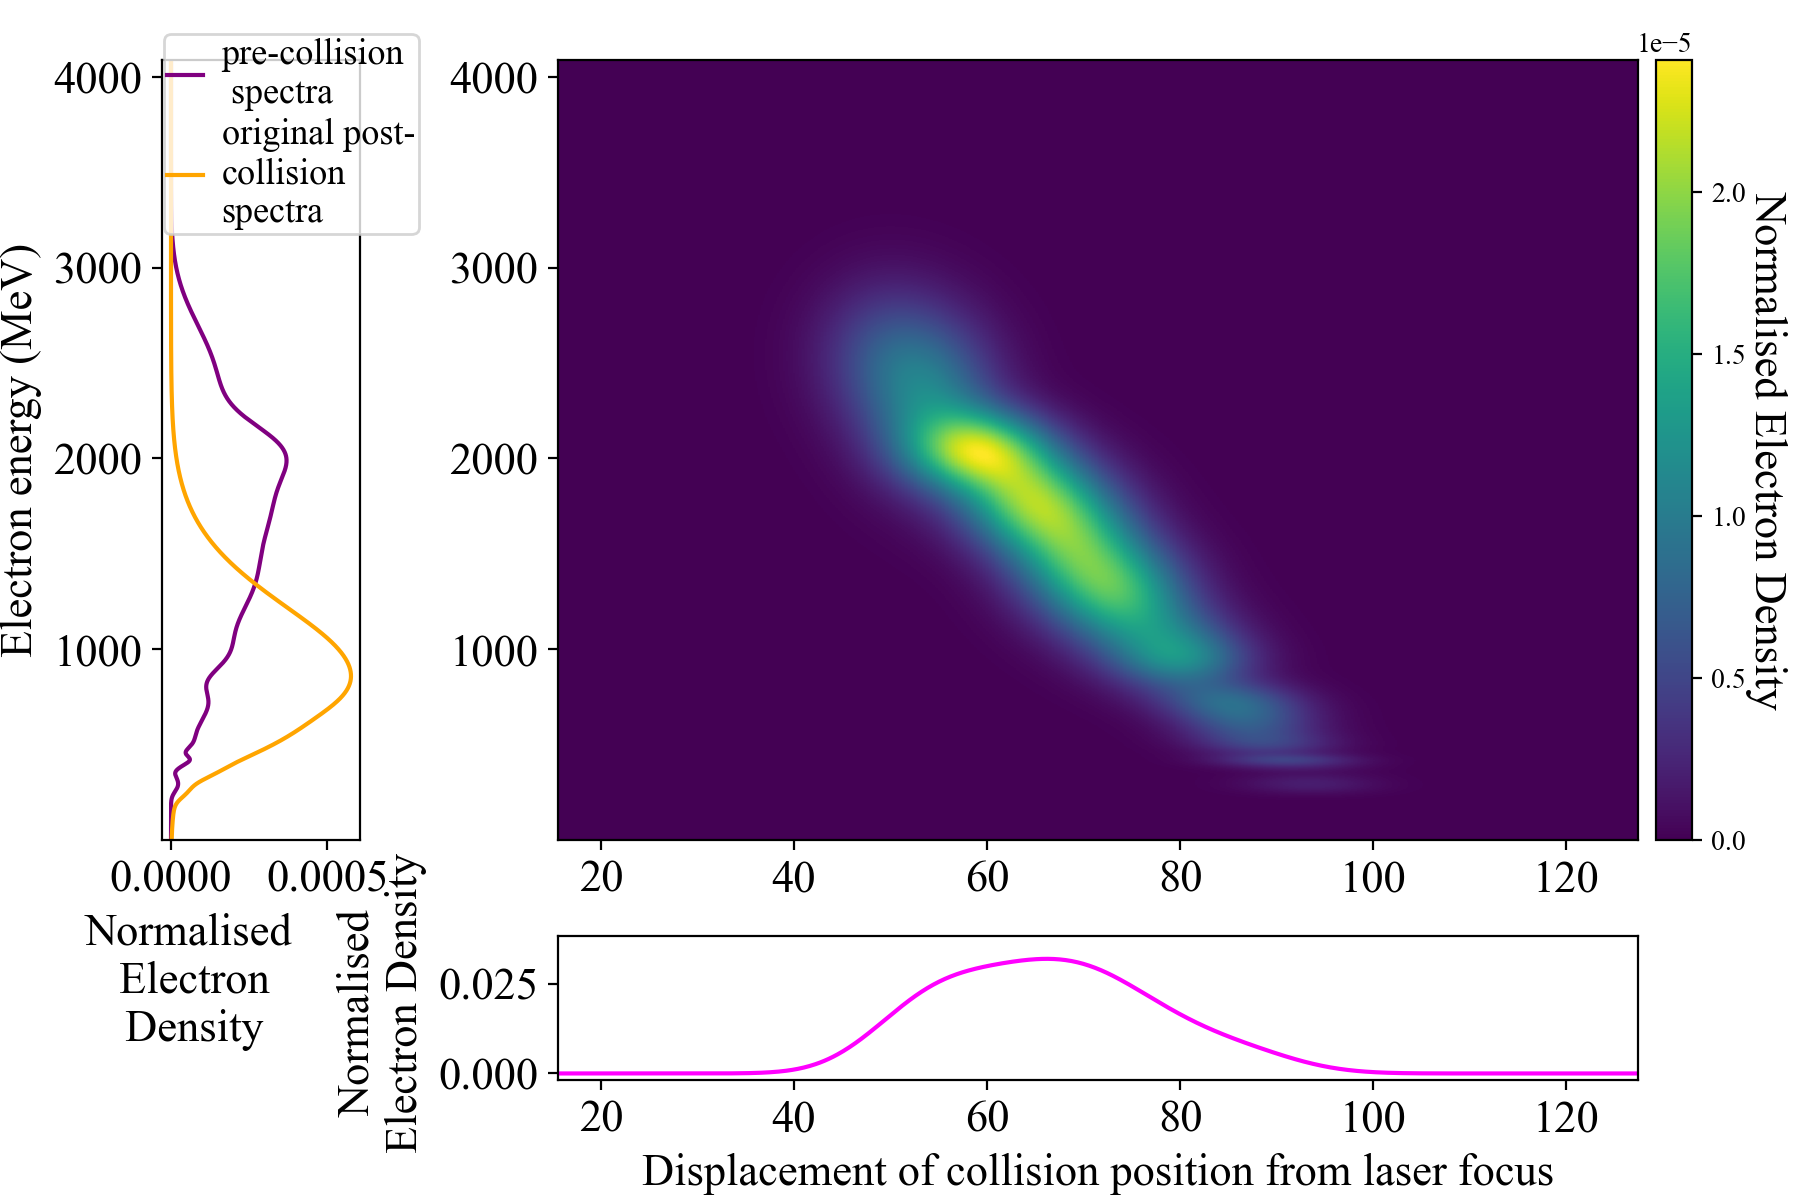 1e−5
pre-collision
spectra
original post-
collision
spectra
4000
3000
2000
1000
Electron energy (MeV)
0.0000
0.0005
Normalised
Electron
Density
4000
3000
2000
1000
20
40
60
80
100
120
2.0
1.5
1.0
0.5
0.0
Normalised Electron Density
Normalised
Electron Density
0.025
0.000
20
40
60
80
100
120
Displacement of collision position from laser focus